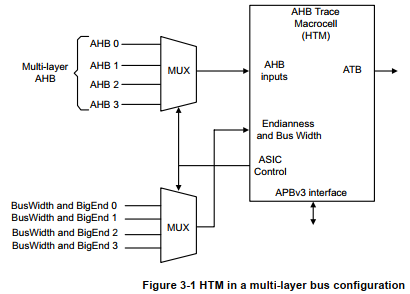 AHB Trace
Macrocell
(HTM)
AHB 0
AHB 1
AHB 2
AHB 3
Multi-layer
AHB
MUX
AHB
inputs
ATB
Endianness
and Bus Width
ASIC
Control
APBv3 interface
BusWidth and BigEnd 0
BusWidth and BigEnd 1
BusWidth and BigEnd 2
BusWidth and BigEnd 3
MUX
Figure 3-1 HTM in a multi-layer bus configuration